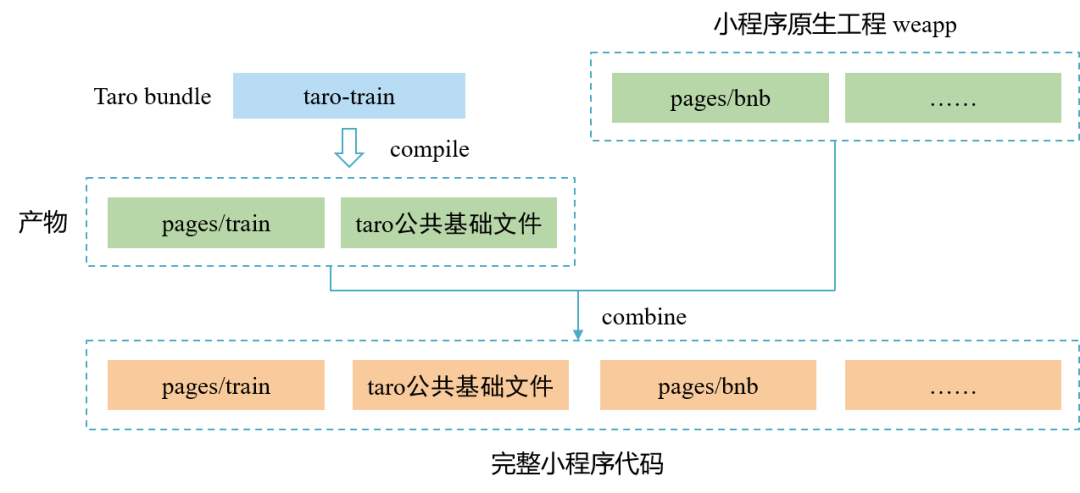 小程序原生工程 weapp
Taro bundle
taro-train
pages/bnb
……
compile
产物
pages/train
taro公共基础文件
combine
pages/train
taro公共基础文件
pages/bnb
……
完整小程序代码